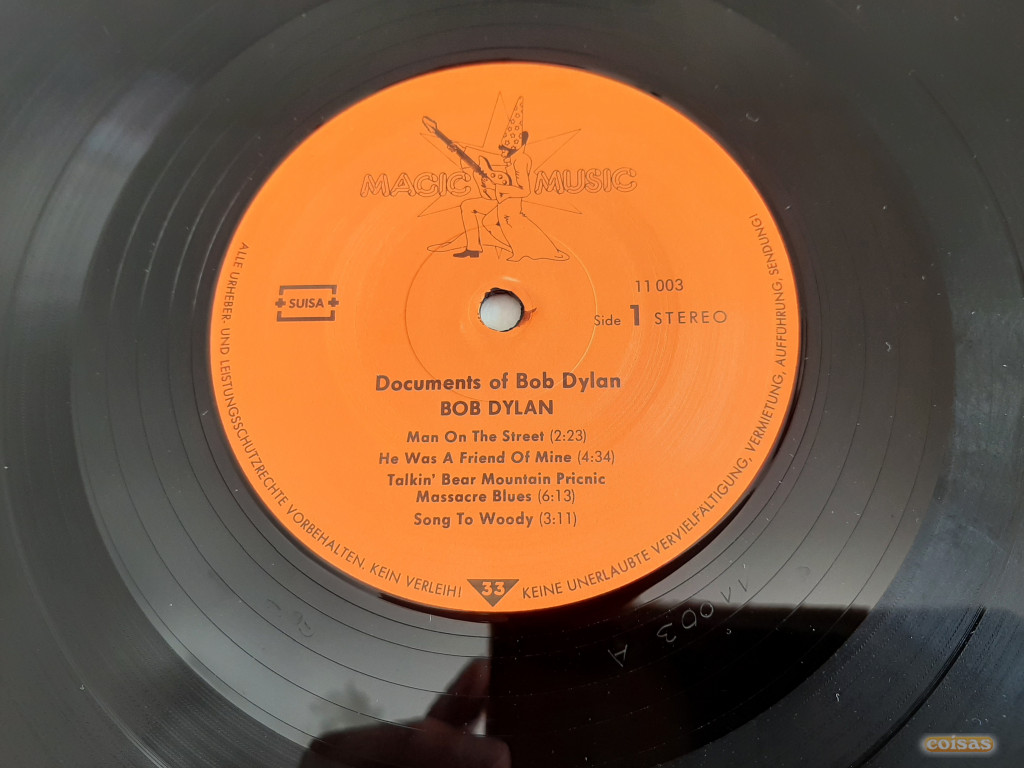 MAGIC MUSIC
SUISA
11 003
Side 1 STEREO
Documents of Bob Dylan
BOB DYLAN
Man On The Street (2:23)
He Was A Friend Of Mine (4:34)
Talkin' Bear Mountain Pricnic
Massacre Blues (6:13)
Song To Woody (3:11)
ALLE URHEBER- UND LEISTUNGSSCHUTZRECHTE VORBEHALTEN. KEIN VERLEIH! 33 KEINE UNERLAUBTE VERVIELFÄLTIGUNG, VERMIETUNG, AUFFÜHRUNG, SENDUNG!
11 003 A
coisas